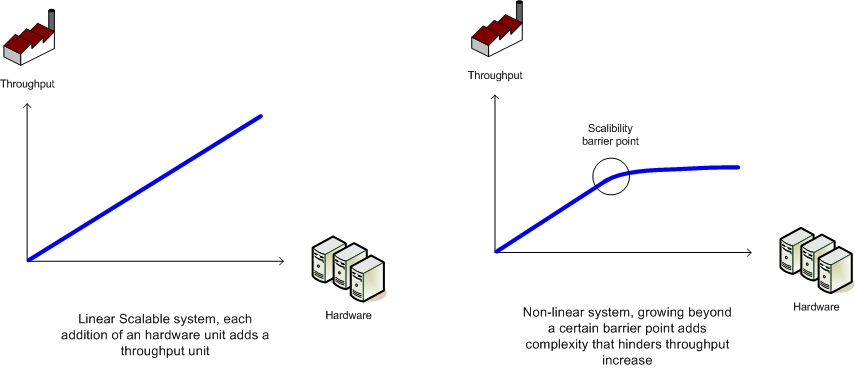 Throughput
Hardware
Linear Scalable system, each
addition of an hardware unit adds a
throughput unit
Throughput
Scalibility
barrier point
Hardware
Non-linear system, growing beyond
a certain barrier point adds
complexity that hinders throughput
increase